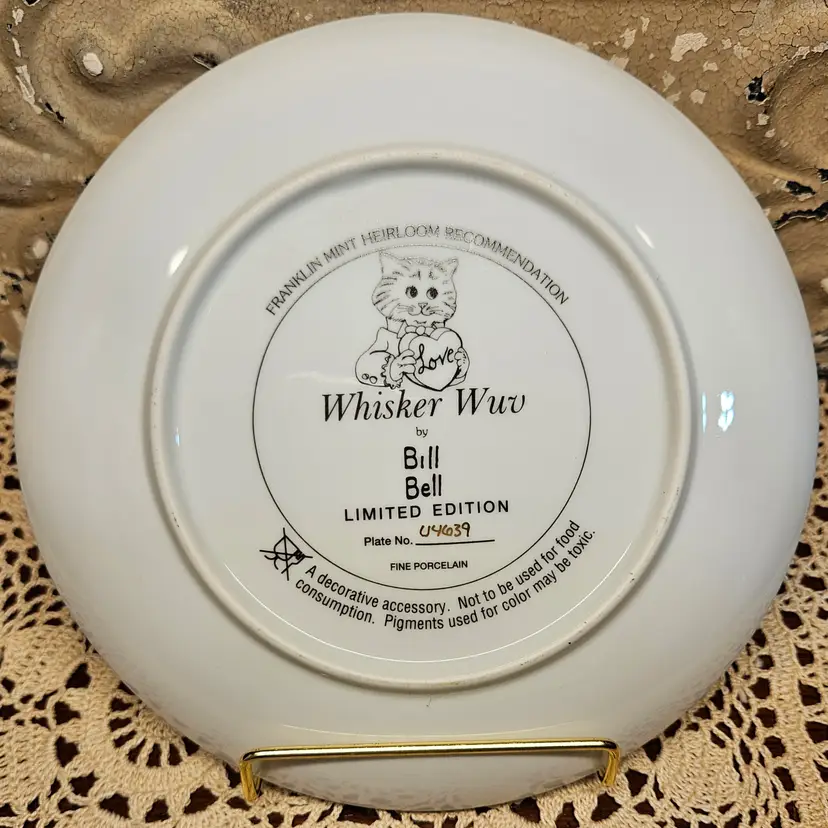 FRANKLIN MINT HEIRLOOM RECOMMENDATION
Love
Whisker Wuv
by
Bill
Bell
LIMITED EDITION
Plate No. U4639
FINE PORCELAIN
A decorative accessory. Not to be used for food
consumption. Pigments used for color may be toxic.